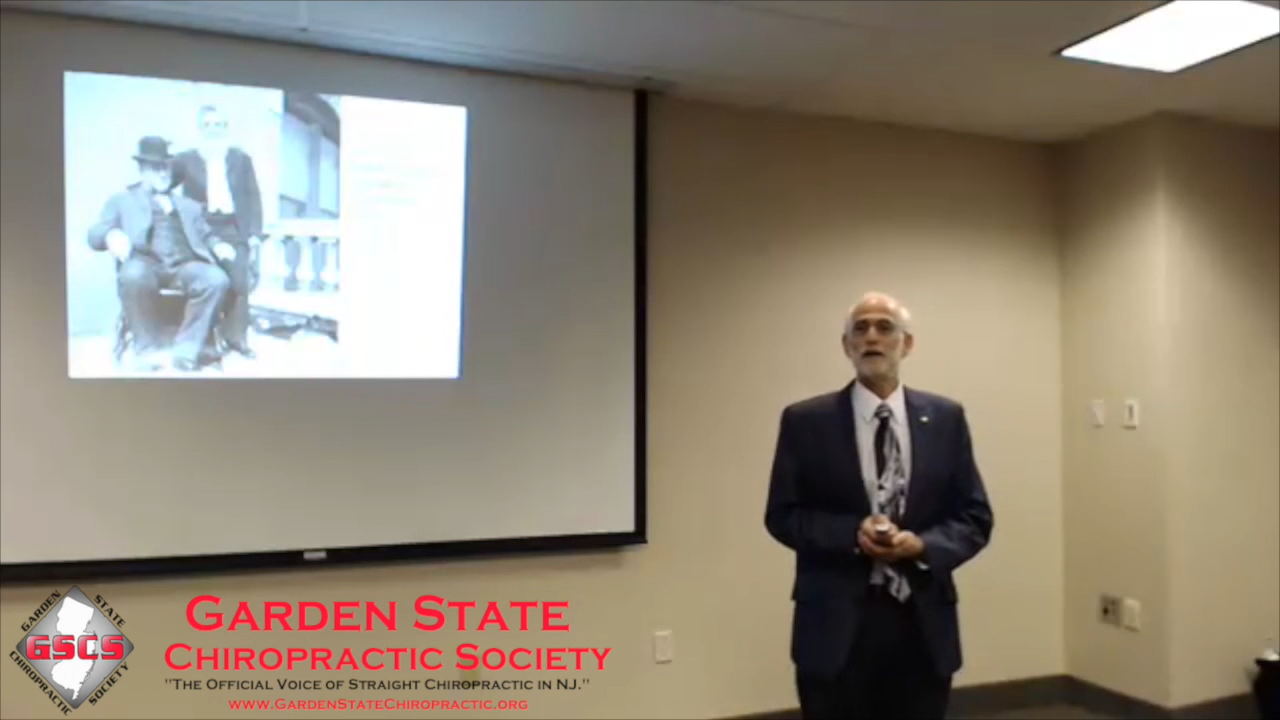 Garden State
Chiropractic Society
"The Official Voice of Straight Chiropractic in NJ."
www.GardenStateChiropractic.org
GARDEN STATE
GSCS
CHIROPRACTIC SOCIETY